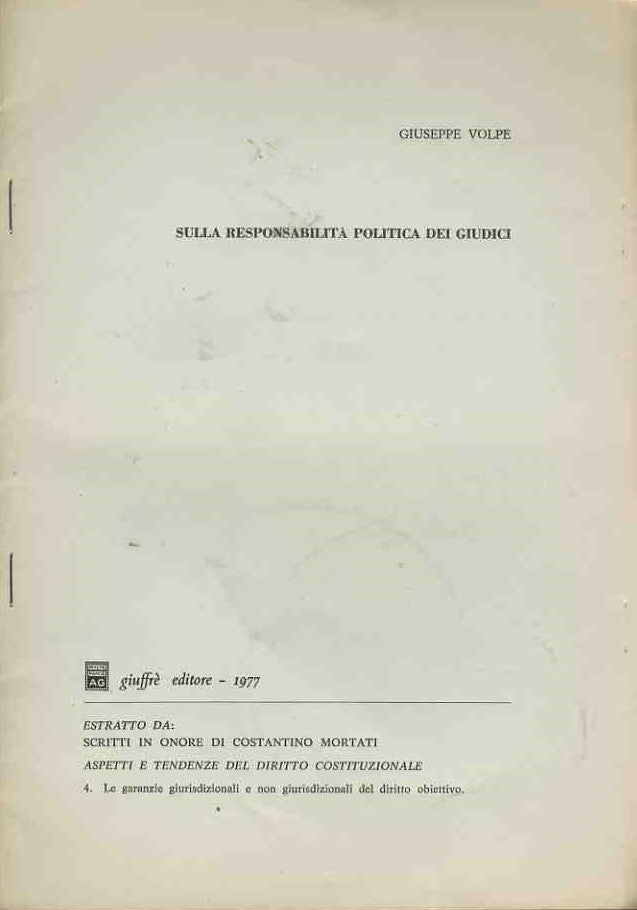 GIUSEPPE VOLPE
SULLA RESPONSABILITÀ POLITICA DEI GIUDICI
AG
giuffrè editore - 1977
ESTRATTO DA:
SCRITTI IN ONORE DI COSTANTINO MORTATI
ASPETTI E TENDENZE DEL DIRITTO COSTITUZIONALE
4. Le garanzie giurisdizionali e non giurisdizionali del diritto obiettivo.